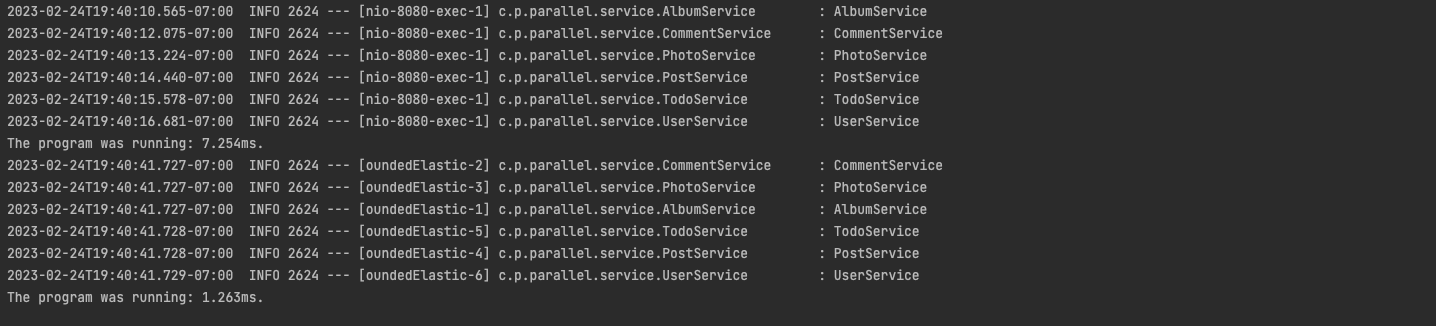 2023-02-24T19:40:10.565-07:00  INFO 2624 --- [nio-8080-exec-1] c.p.parallel.service.AlbumService        : AlbumService
2023-02-24T19:40:12.075-07:00  INFO 2624 --- [nio-8080-exec-1] c.p.parallel.service.CommentService      : CommentService
2023-02-24T19:40:13.224-07:00  INFO 2624 --- [nio-8080-exec-1] c.p.parallel.service.PhotoService        : PhotoService
2023-02-24T19:40:14.440-07:00  INFO 2624 --- [nio-8080-exec-1] c.p.parallel.service.PostService         : PostService
2023-02-24T19:40:15.578-07:00  INFO 2624 --- [nio-8080-exec-1] c.p.parallel.service.TodoService         : TodoService
2023-02-24T19:40:16.681-07:00  INFO 2624 --- [nio-8080-exec-1] c.p.parallel.service.UserService         : UserService
The program was running: 7.254ms.
2023-02-24T19:40:41.727-07:00  INFO 2624 --- [oundedElastic-2] c.p.parallel.service.CommentService      : CommentService
2023-02-24T19:40:41.727-07:00  INFO 2624 --- [oundedElastic-3] c.p.parallel.service.PhotoService        : PhotoService
2023-02-24T19:40:41.727-07:00  INFO 2624 --- [oundedElastic-1] c.p.parallel.service.AlbumService        : AlbumService
2023-02-24T19:40:41.728-07:00  INFO 2624 --- [oundedElastic-5] c.p.parallel.service.TodoService         : TodoService
2023-02-24T19:40:41.728-07:00  INFO 2624 --- [oundedElastic-4] c.p.parallel.service.PostService         : PostService
2023-02-24T19:40:41.729-07:00  INFO 2624 --- [oundedElastic-6] c.p.parallel.service.UserService         : UserService
The program was running: 1.263ms.